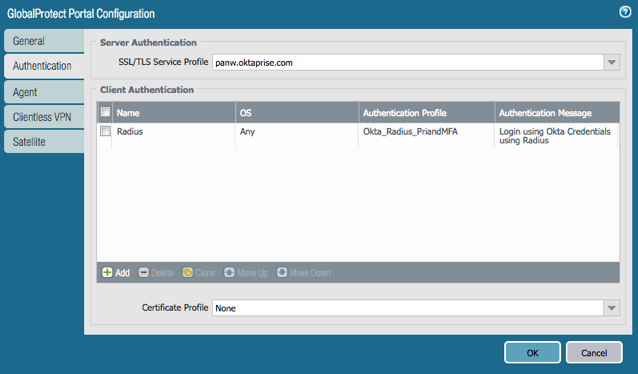 GlobalProtect Portal Configuration
General
Authentication
Agent
Clientless VPN
Satellite
Server Authentication
SSL/TLS Service Profile panw.oktaprise.com
Client Authentication
Name OS Authentication Profile Authentication Message
Radius Any Okta_Radius_PriandMFA Login using Okta Credentials
using Radius
Add Delete Clone Move Up Move Down
Certificate Profile None
OK Cancel